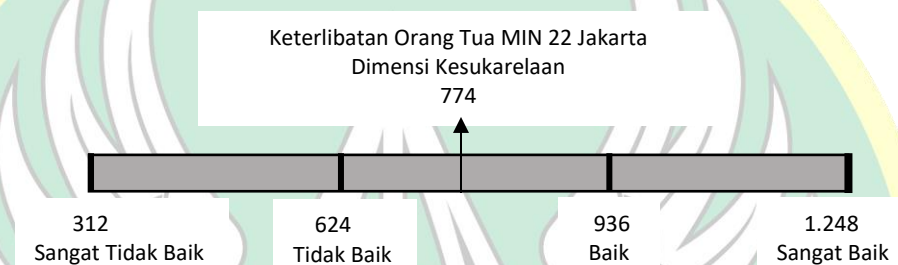 Keterlibatan Orang Tua MIN 22 Jakarta
Dimensi Kesukarelaan
774
312
Sangat Tidak Baik
624
Tidak Baik
936
Baik
1.248
Sangat Baik